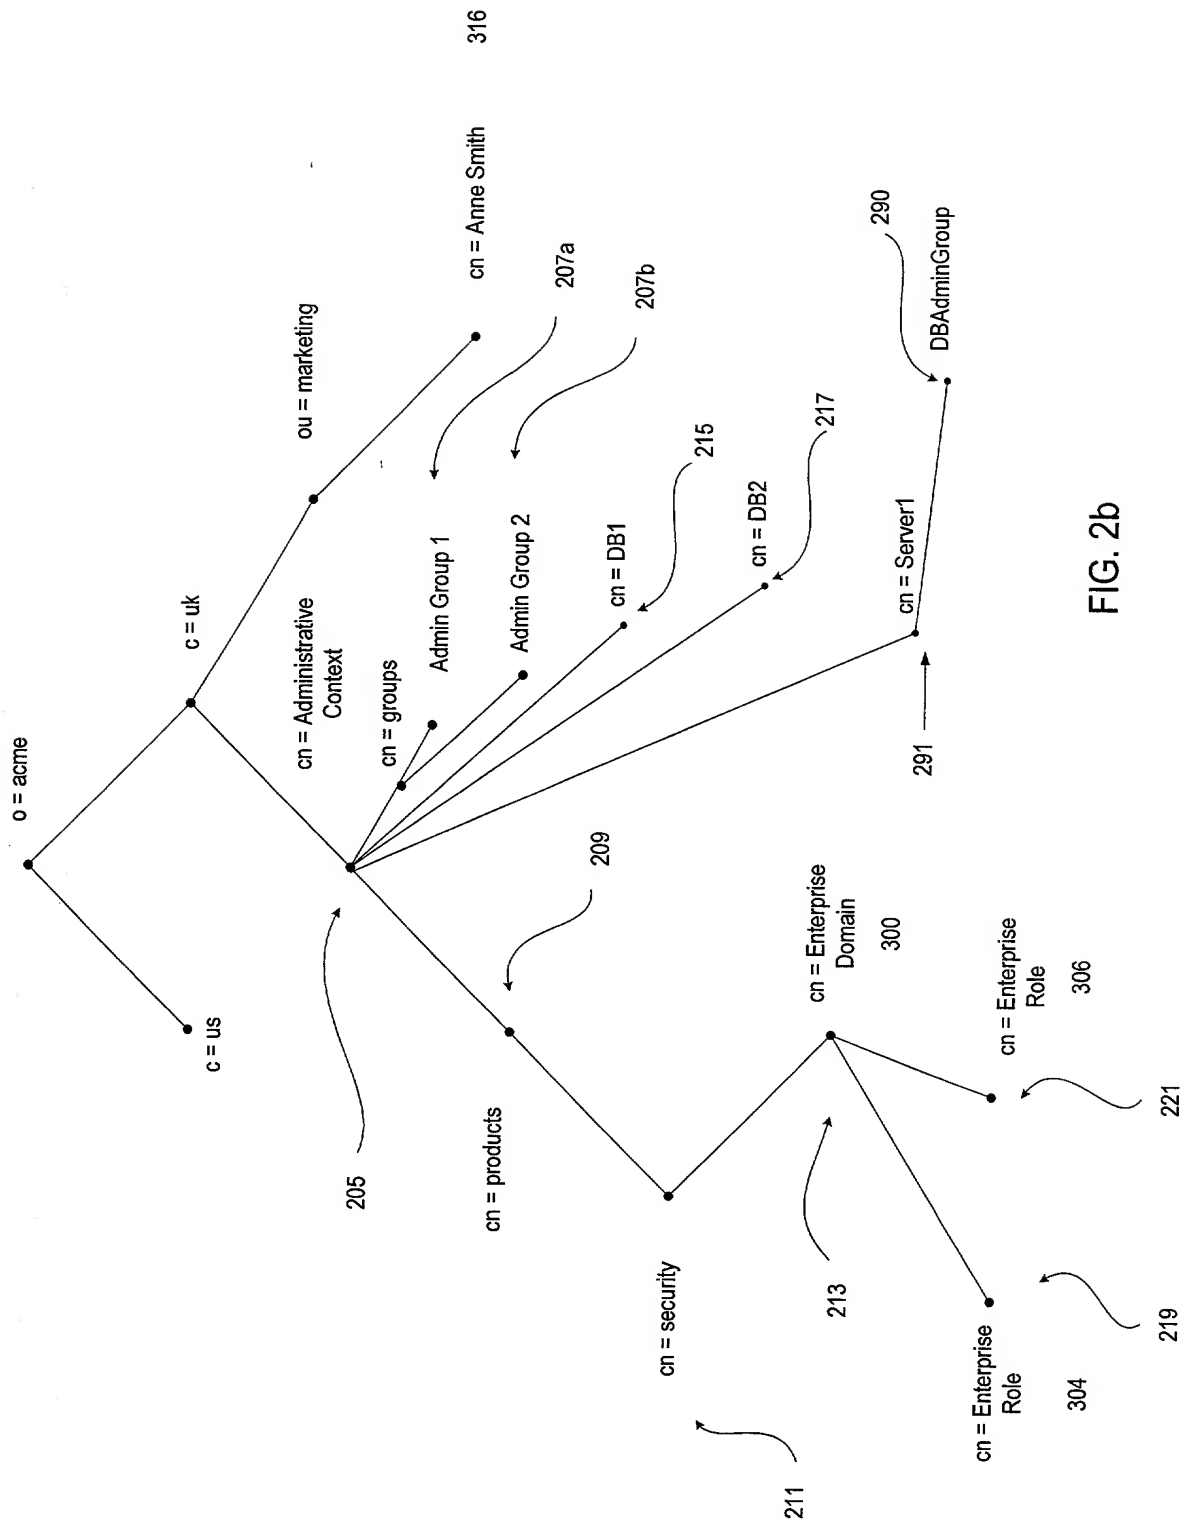 o = acme
c = us
c = uk
ou = marketing
cn = Anne Smith
316
cn = Administrative
Context
205
cn = groups
Admin Group 1
207a
Admin Group 2
207b
cn = DB1
215
cn = DB2
217
cn = Server1
291
DBAdminGroup
290
209
cn = products
cn = security
211
cn = Enterprise
Domain
300
213
cn = Enterprise
Role
304
219
cn = Enterprise
Role
306
221
FIG. 2b